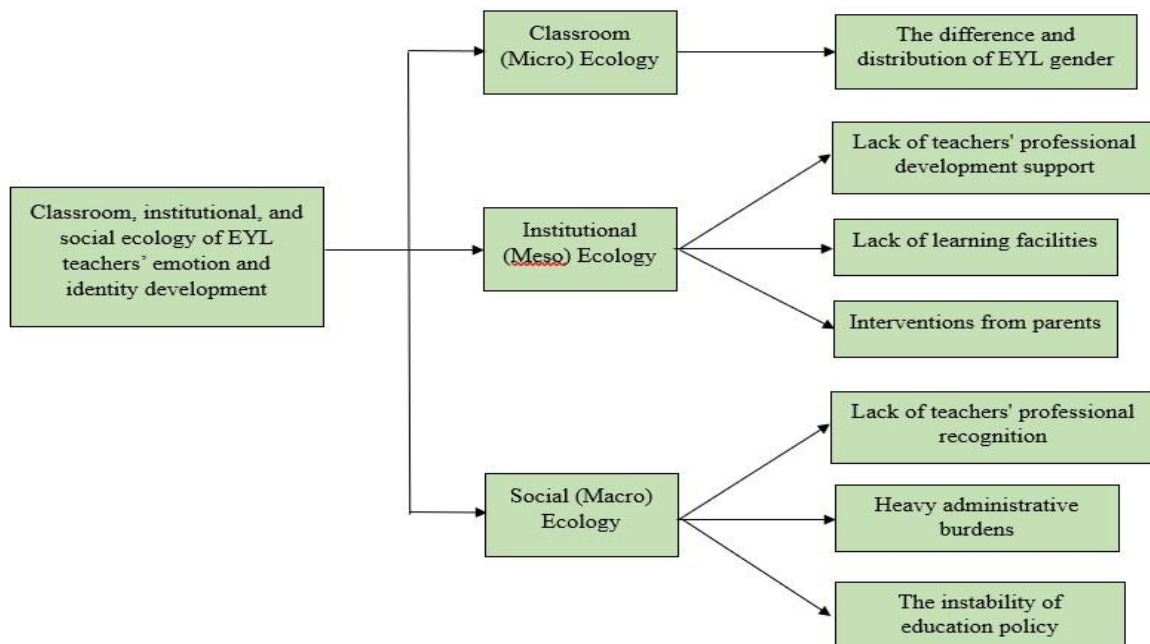 Classroom, institutional, and
social ecology of EYL
teachers’ emotion and
identity development
Classroom
(Micro) Ecology
The difference and
distribution of EYL gender
Institutional
(Meso) Ecology
Lack of teachers' professional
development support
Lack of learning facilities
Interventions from parents
Social (Macro)
Ecology
Lack of teachers' professional
recognition
Heavy administrative
burdens
The instability of
education policy